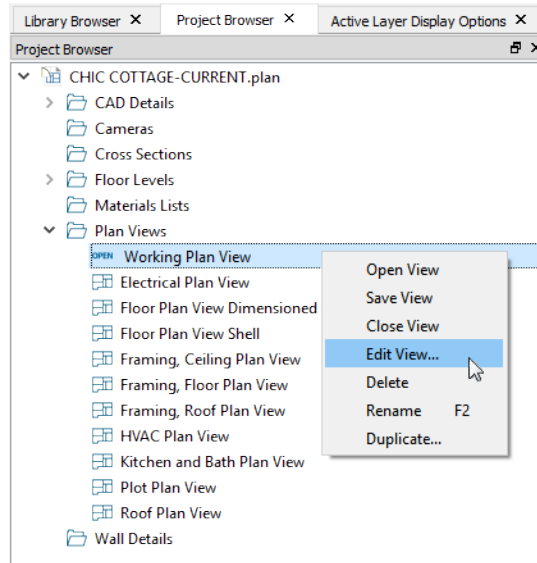 Library Browser × Project Browser × Active Layer Display Options ×
Project Browser
CHIC COTTAGE-CURRENT.plan
CAD Details
Cameras
Cross Sections
Floor Levels
Materials Lists
Plan Views
OPEN Working Plan View
Electrical Plan View
Floor Plan View Dimensioned
Floor Plan View Shell
Framing, Ceiling Plan View
Framing, Floor Plan View
Framing, Roof Plan View
HVAC Plan View
Kitchen and Bath Plan View
Plot Plan View
Roof Plan View
Wall Details
Open View
Save View
Close View
Edit View...
Delete
Rename F2
Duplicate...